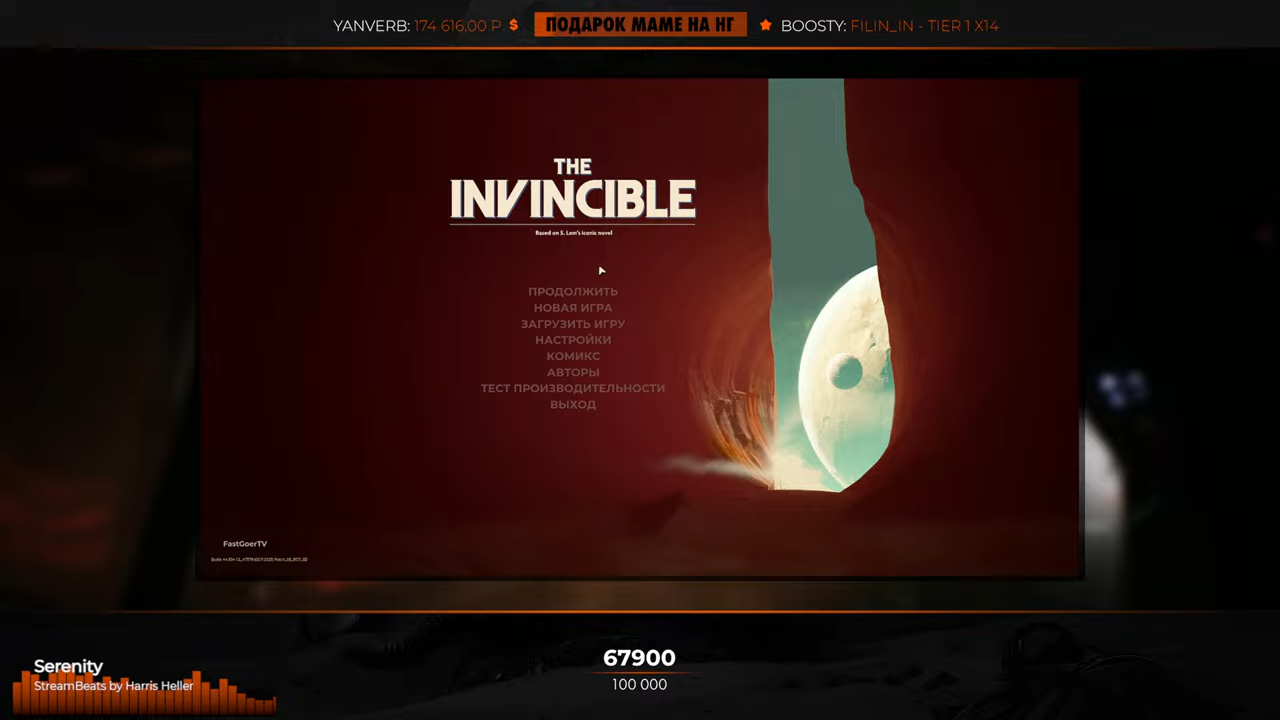 YANVERB: 174 616.00 P $ ПОДАРОК МАМЕ НА НГ BOOSTY: FILIN_IN - TIER 1 X14
THE
INVINCIBLE
Based on S. Lem's iconic novel
ПРОДОЛЖИТЬ
НОВАЯ ИГРА
ЗАГРУЗИТЬ ИГРУ
НАСТРОЙКИ
КОМИКС
АВТОРЫ
ТЕСТ ПРОИЗВОДИТЕЛЬНОСТИ
ВЫХОД
FastGoerTV
Serenity
StreamBeats by Harris Heller
67900
100 000